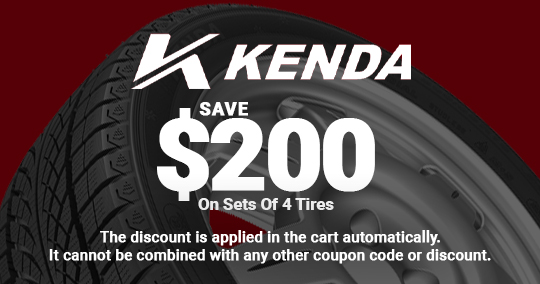 KENDA
SAVE
$200
On Sets Of 4 Tires
The discount is applied in the cart automatically.
It cannot be combined with any other coupon code or discount.